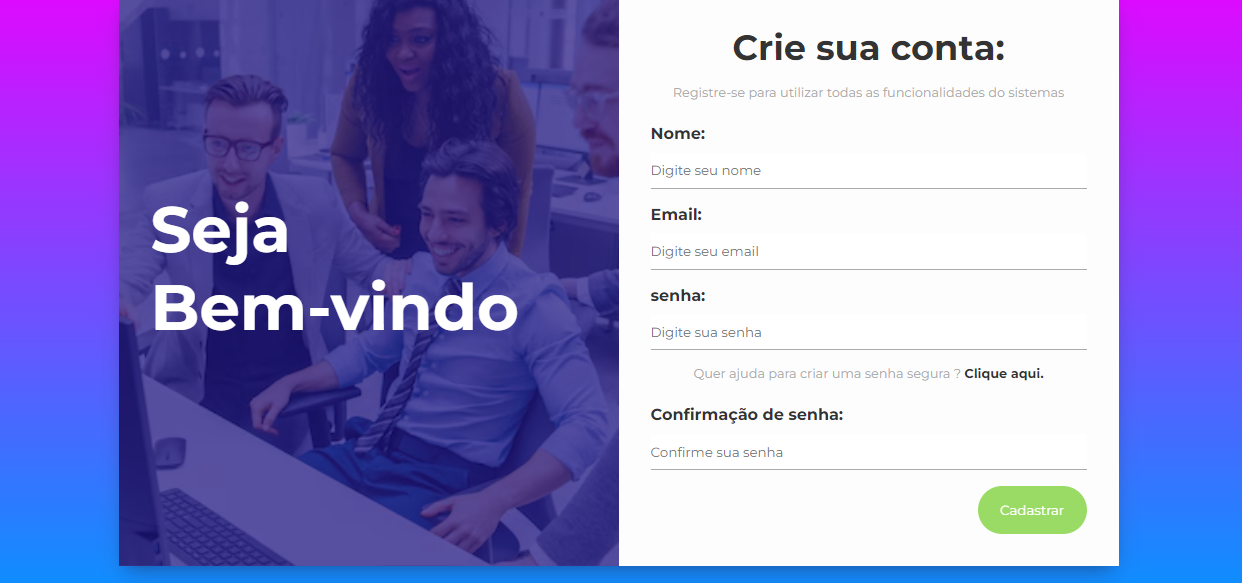 Seja
Bem-vindo
Crie sua conta:
Registre-se para utilizar todas as funcionalidades do sistemas
Nome:
Digite seu nome
Email:
Digite seu email
senha:
Digite sua senha
Quer ajuda para criar uma senha segura ? Clique aqui.
Confirmação de senha:
Confirme sua senha
Cadastrar